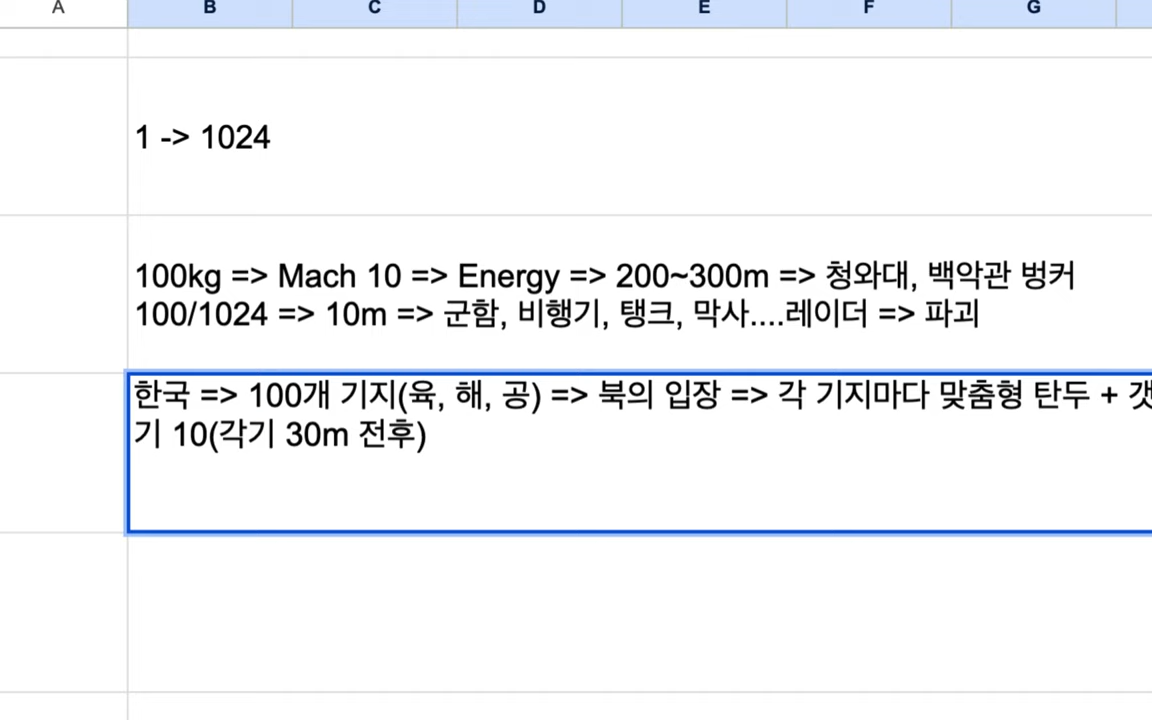 A B C D E F G
1 -> 1024
100kg => Mach 10 => Energy => 200~300m => 청와대, 백악관 벙커
100/1024 => 10m => 군함, 비행기, 탱크, 막사....레이더 => 파괴
한국 => 100개 기지(육, 해, 공) => 북의 입장 => 각 기지마다 맞춤형 탄두 +
기 10(각기 30m 전후)